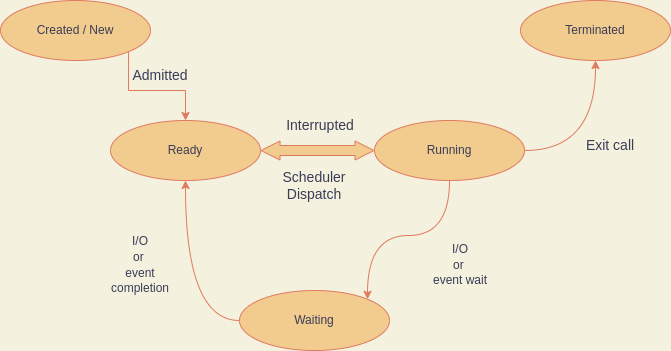 Created / New
Terminated
Admitted
Interrupted
Ready
Running
Exit call
Scheduler
Dispatch
I/O
or
event
completion
I/O
or
event wait
Waiting